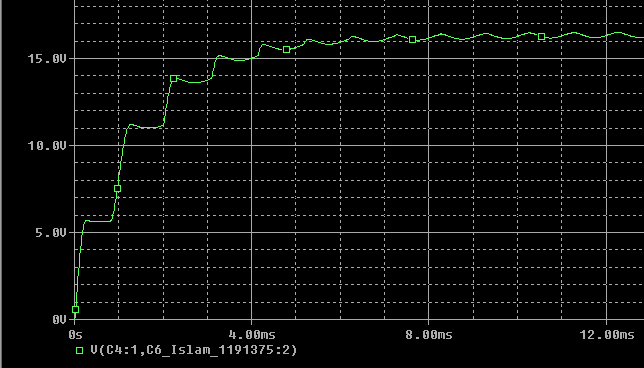 15.0V
10.0V
5.0V
0V
0s 4.00ms 8.00ms 12.00ms
V(C4:1,C6_Islam_1191375:2)